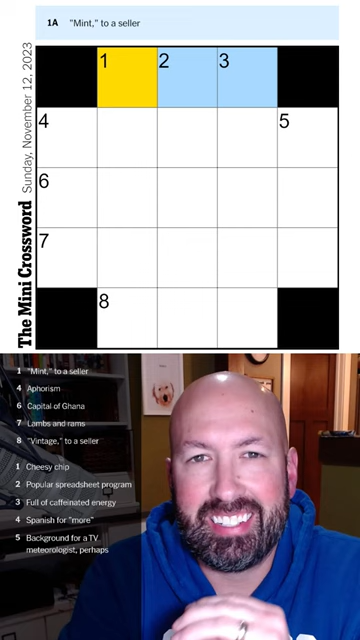 1A "Mint," to a seller
The Mini Crossword Sunday, November 12, 2023
1 2 3
4 5
6
7
8
1 "Mint," to a seller
4 Aphorism
6 Capital of Ghana
7 Lambs and rams
8 "Vintage," to a seller
1 Cheesy chip
2 Popular spreadsheet program
3 Full of caffeinated energy
4 Spanish for "more"
5 Background for a TV
meteorologist, perhaps